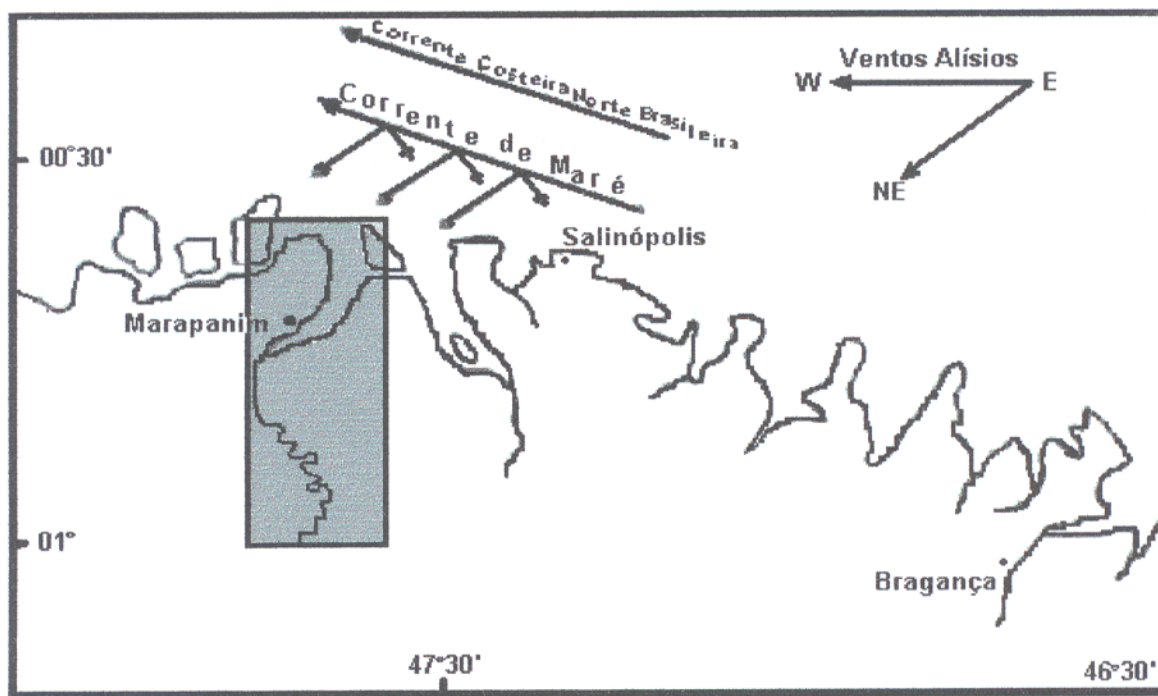 Corrente Costeira Norte Brasileira
Ventos Alísios
W
E
Corrente de Maré
00°30'
NE
Salinópolis
Marapanim
01°
Bragança
47°30'
46°30'